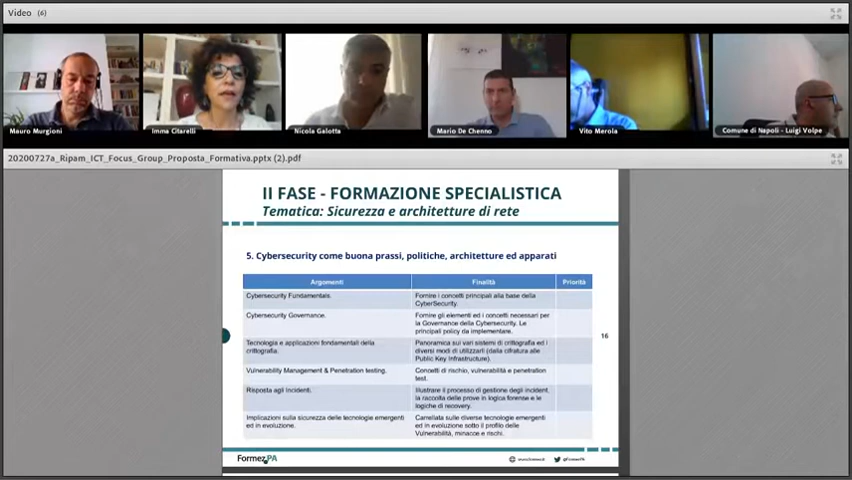 Video (6)
Mauro Murgioni
Imma Citarelli
Nicola Galotta
Mario De Chenno
Vito Merola
Comune di Napoli - Luigi Volpe
20200727a_Ripam_ICT_Focus_Group_Proposta_Formativa.pptx (2).pdf
II FASE - FORMAZIONE SPECIALISTICA
Tematica: Sicurezza e architetture di rete
5. Cybersecurity come buona prassi, politiche, architetture ed apparati
Argomenti Finalità Priorità
Cybersecurity Fundamentals. Fornire i concetti principali alla base della
CyberSecurity.
Cybersecurity Governance. Fornire gli elementi ed i concetti necessari per
la Governance della Cybersecurity. Le
principali policy da implementare.
Tecnologia e applicazioni fondamentali della Panoramica sui vari sistemi di crittografia ed i
crittografia. diversi modi di utilizzarli (dalla cifratura alle
Public Key Infrastructure).
Vulnerability Management & Penetration testing. Concetti di rischio, vulnerabilità e penetration
test.
Risposta agli incidenti. Illustrare il processo di gestione degli incident,
la raccolta delle prove in logica forense e le
logiche di recovery.
Implicazioni sulla sicurezza delle tecnologie emergenti Carrellata sulle diverse tecnologie emergenti
ed in evoluzione. ed in evoluzione sotto il profilo delle
Vulnerabilità, minacce e rischi.
16
FormezPA
@FormezPA